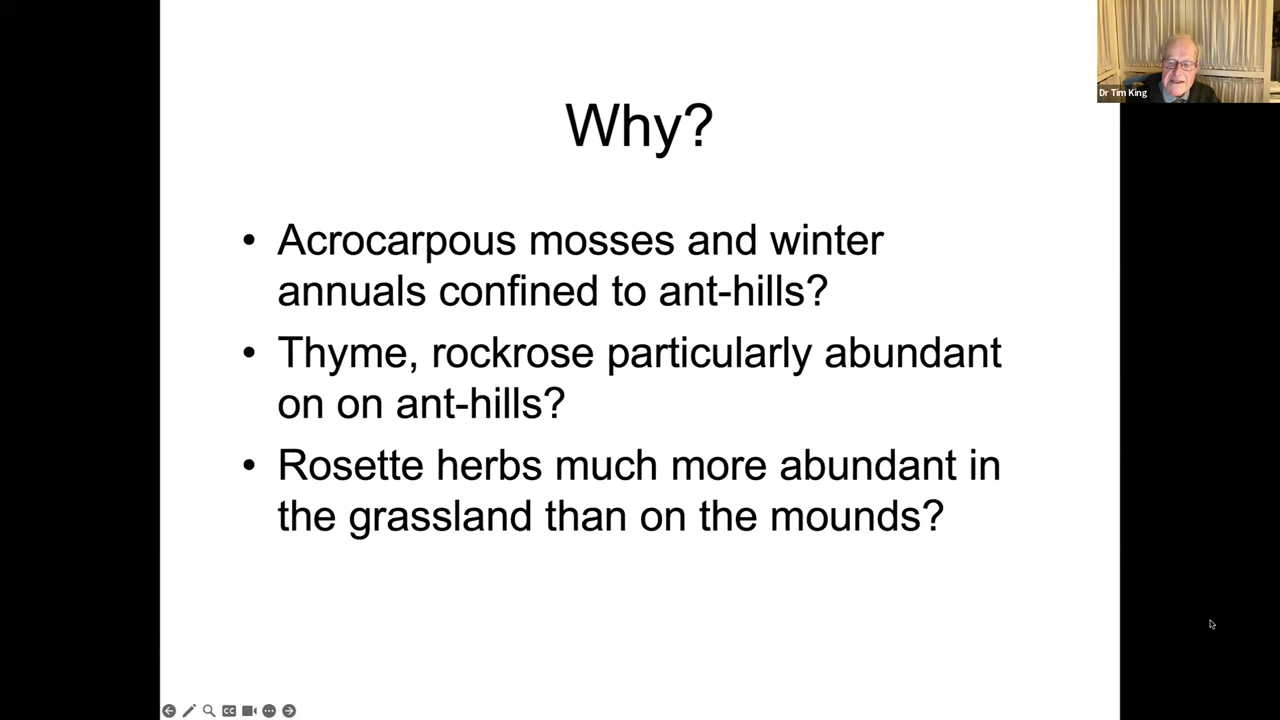 Dr Tim King
Why?
• Acrocarpous mosses and winter
annuals confined to ant-hills?
• Thyme, rockrose particularly abundant
on on ant-hills?
• Rosette herbs much more abundant in
the grassland than on the mounds?
CC